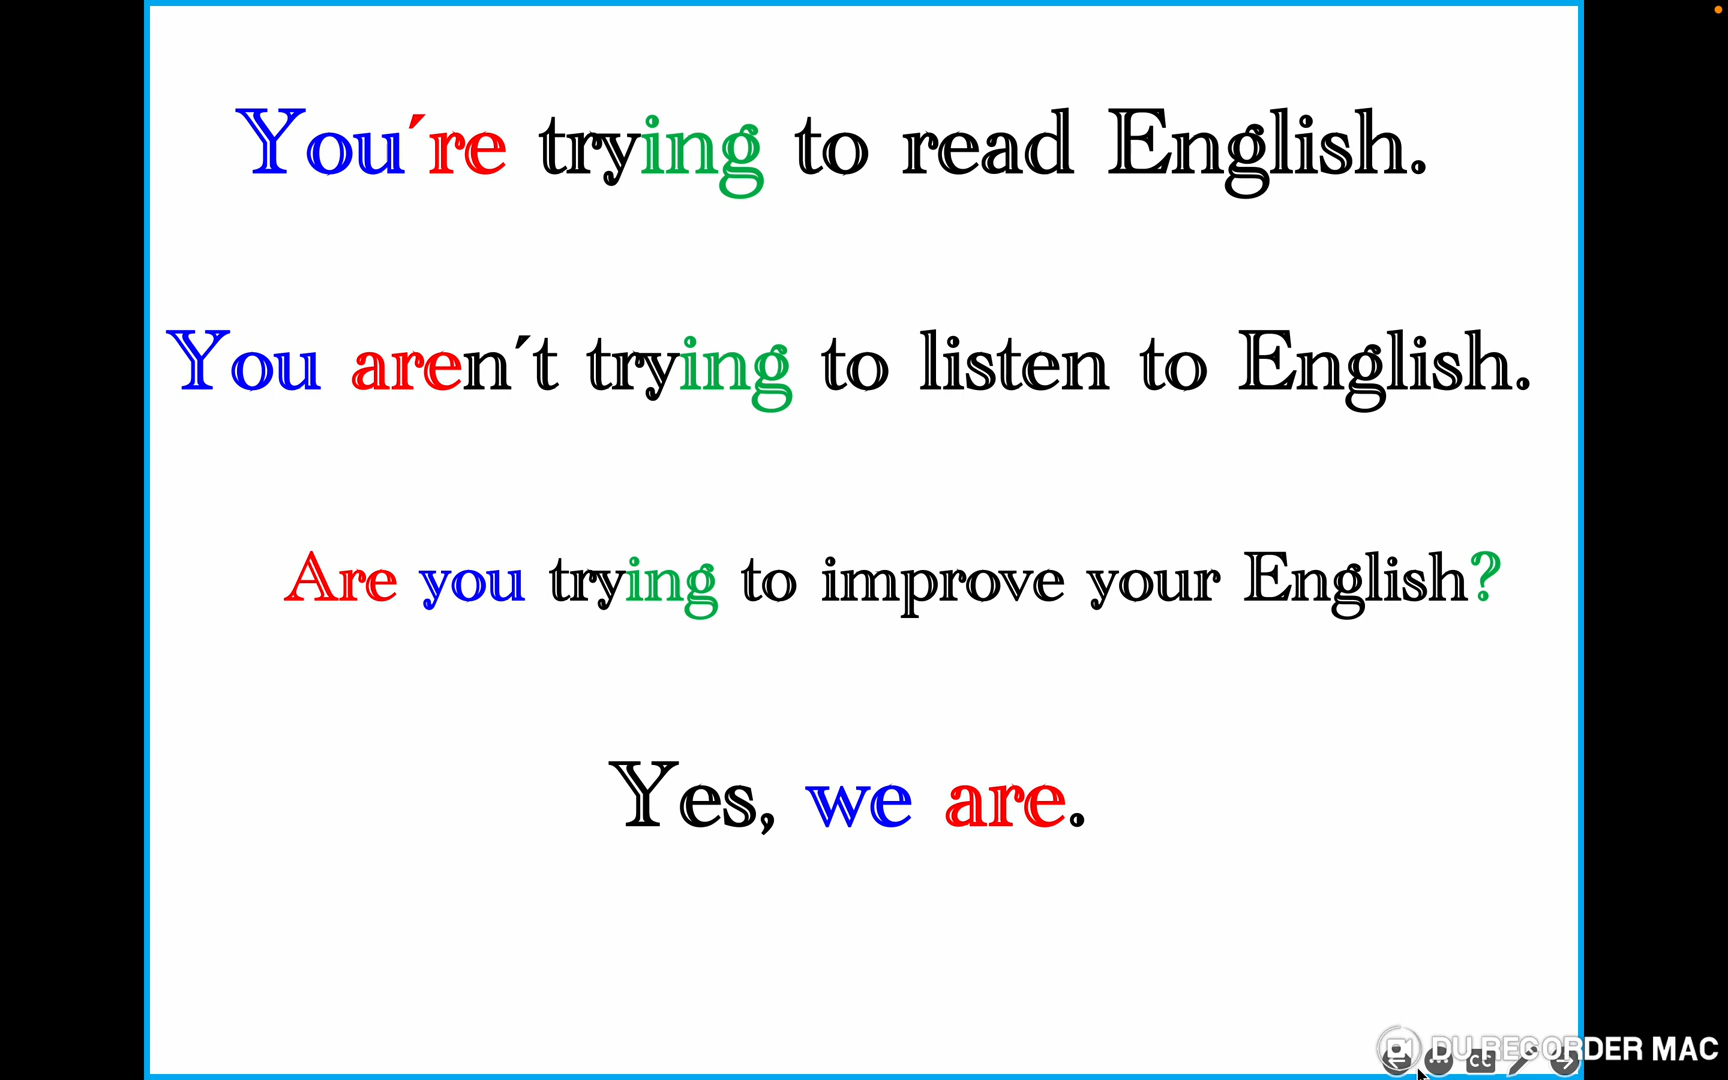 You´re trying to read English.
You aren´t trying to listen to English.
Are you trying to improve your English?
Yes, we are.
DU RECORDER MAC
CC